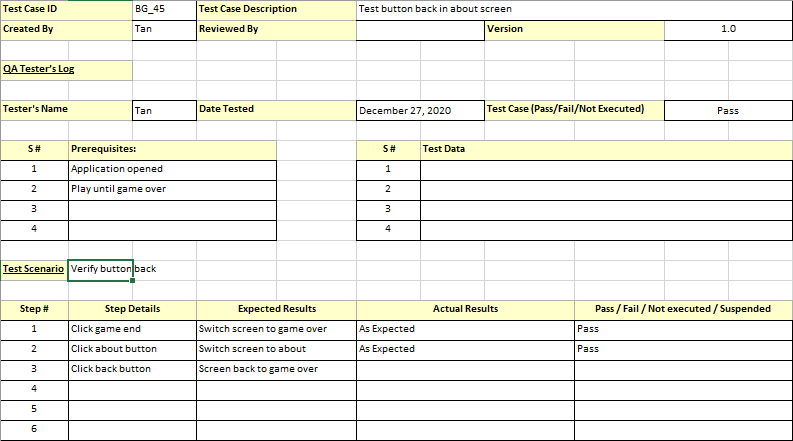 Test Case ID BG_45 Test Case Description Test button back in about screen
Created By Tan Reviewed By Version 1.0
QA Tester's Log
Tester's Name Tan Date Tested December 27, 2020 Test Case (Pass/Fail/Not Executed) Pass
S # Prerequisites: S # Test Data
1 Application opened 1
2 Play until game over 2
3 3
4 4
Test Scenario Verify button back
Step # Step Details Expected Results Actual Results Pass / Fail / Not executed / Suspended
1 Click game end Switch screen to game over As Expected Pass
2 Click about button Switch screen to about As Expected Pass
3 Click back button Screen back to game over
4
5
6